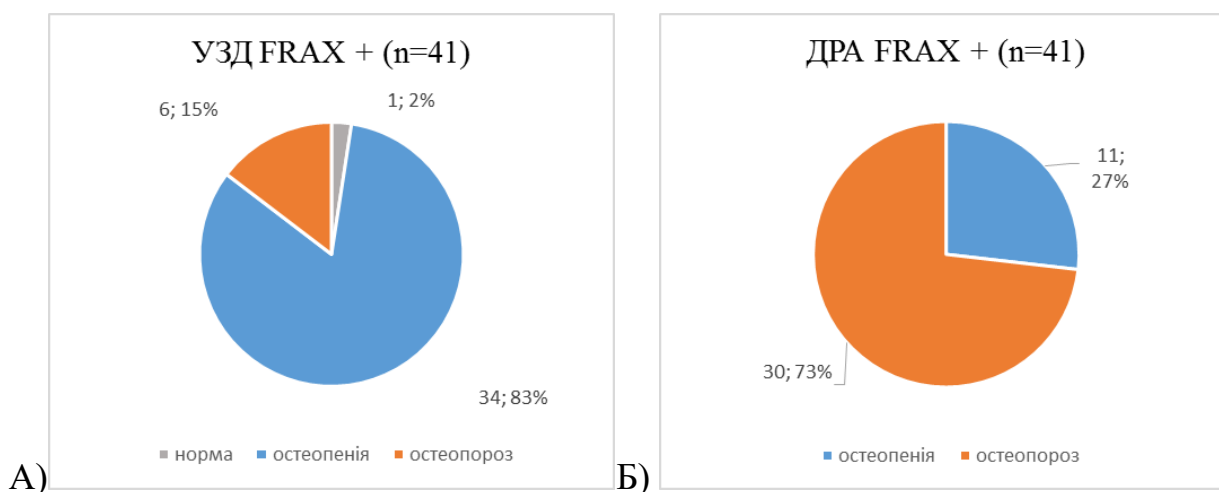 УЗД FRAX + (n=41)
6; 15%
1; 2%
34; 83%
норма остеопенія остеопороз
А)
ДРА FRAX + (n=41)
11;
27%
30; 73%
остеопенія остеопороз
Б)